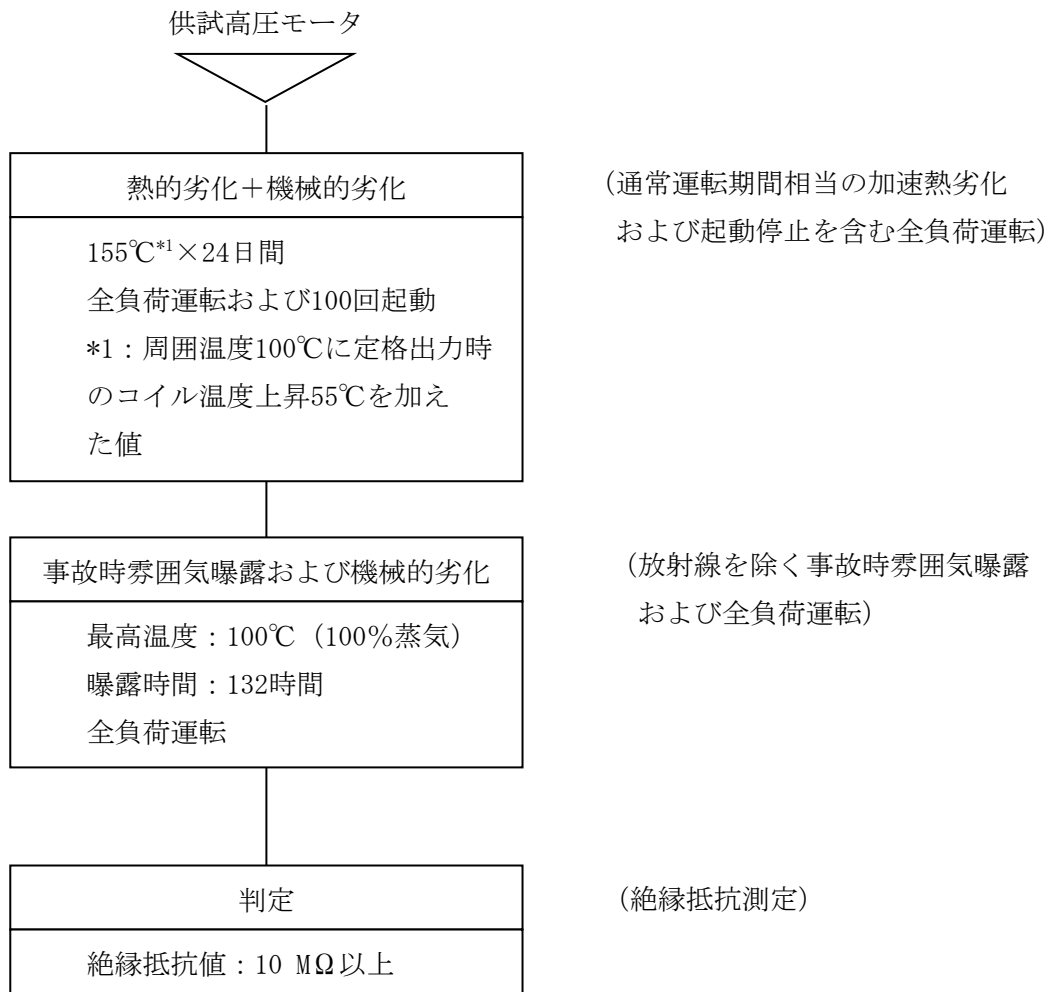 供試高圧モータ
熱的劣化＋機械的劣化
155℃*1×24日間
全負荷運転および100回起動
*1：周囲温度100℃に定格出力時
のコイル温度上昇55℃を加え
た値
（通常運転期間相当の加速熱劣化
および起動停止を含む全負荷運転）
事故時雰囲気曝露および機械的劣化
最高温度：100℃（100％蒸気）
曝露時間：132時間
全負荷運転
（放射線を除く事故時雰囲気曝露
および全負荷運転）
判定
絶縁抵抗値：10 MΩ以上
（絶縁抵抗測定）